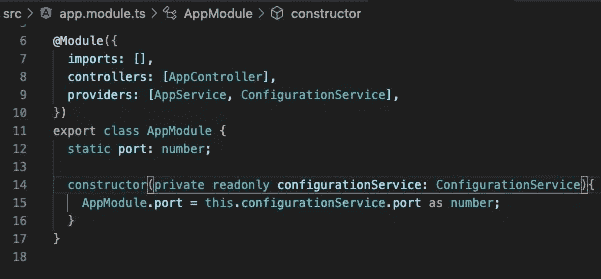 src > app.module.ts > AppModule > constructor
6 @Module({
7   imports: [],
8   controllers: [AppController],
9   providers: [AppService, ConfigurationService],
10 })
11 export class AppModule {
12   static port: number;
13
14   constructor(private readonly configurationService: ConfigurationService){
15     AppModule.port = this.configurationService.port as number;
16   }
17 }
18